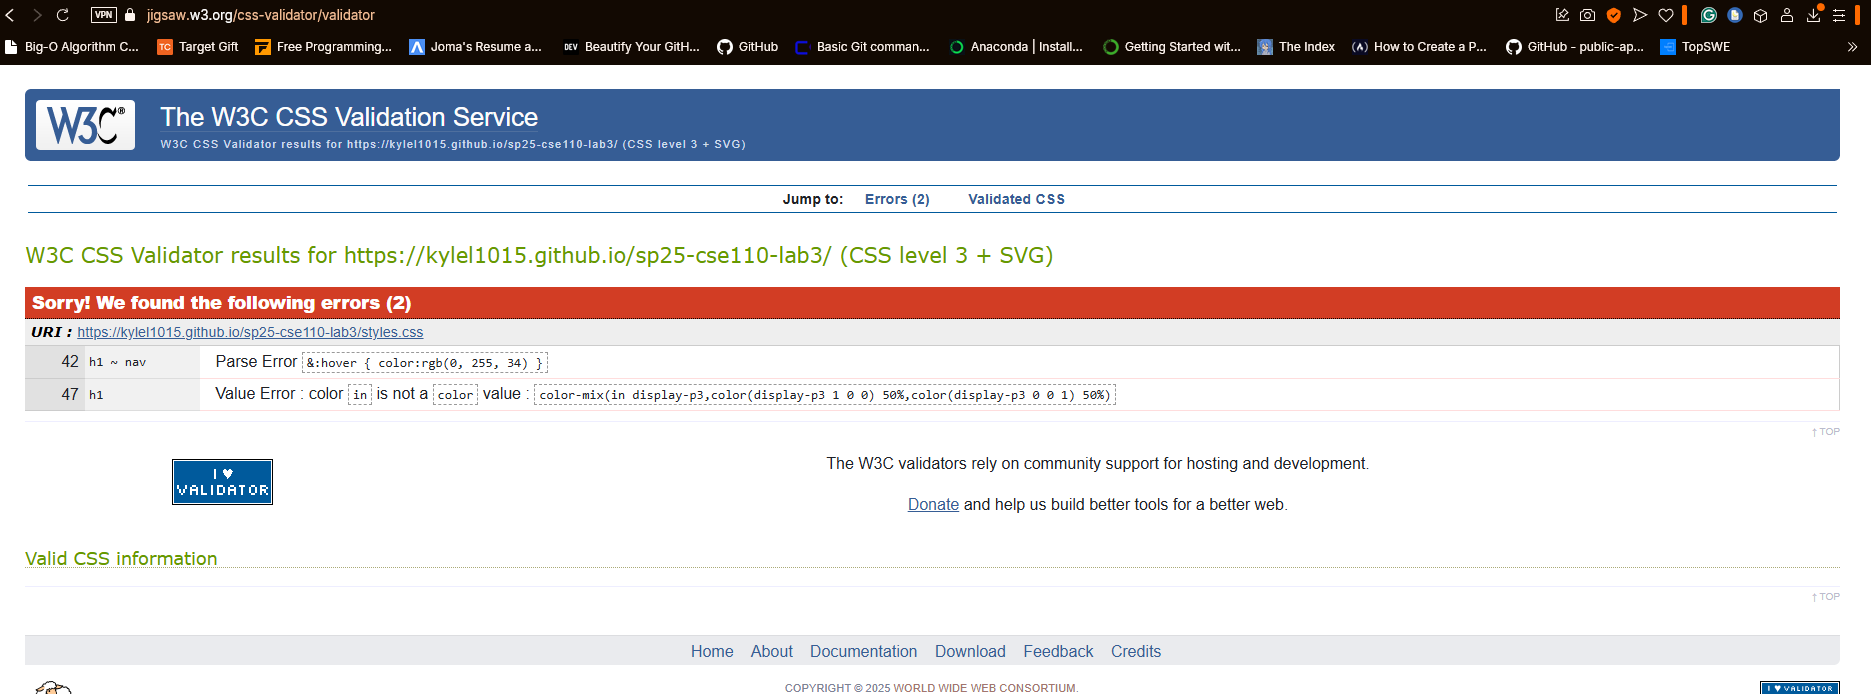 VPN jigsaw.w3.org/css-validator/validator
Big-O Algorithm C... TC Target Gift Free Programming... Joma's Resume a... DEV Beautify Your GitH... GitHub Basic Git comman... Anaconda | Install... Getting Started wit... The Index How to Create a P... GitHub - public-ap... TopSWE
W3C® The W3C CSS Validation Service
W3C CSS Validator results for https://kylel1015.github.io/sp25-cse110-lab3/ (CSS level 3 + SVG)
Jump to: Errors (2) Validated CSS
W3C CSS Validator results for https://kylel1015.github.io/sp25-cse110-lab3/ (CSS level 3 + SVG)
Sorry! We found the following errors (2)
URI : https://kylel1015.github.io/sp25-cse110-lab3/styles.css
42 h1 ~ nav Parse Error &:hover { color:rgb(0, 255, 34) }
47 h1 Value Error : color in is not a color value : color-mix(in display-p3,color(display-p3 1 0 0) 50%,color(display-p3 0 0 1) 50%)
↑ TOP
I ♥
VALIDATOR
The W3C validators rely on community support for hosting and development.
Donate and help us build better tools for a better web.
Valid CSS information
↑ TOP
Home About Documentation Download Feedback Credits
COPYRIGHT © 2025 WORLD WIDE WEB CONSORTIUM.
I ♥ VALIDATOR